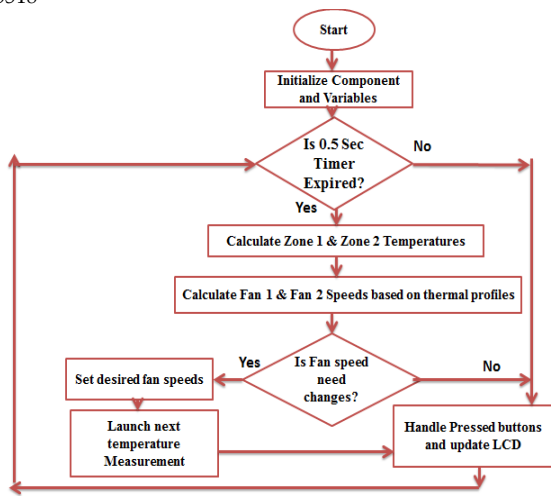 Start
Initialize Component
and Variables
Is 0.5 Sec
Timer
Expired?
No
Yes
Calculate Zone 1 & Zone 2 Temperatures
Calculate Fan 1 & Fan 2 Speeds based on thermal profiles
Is Fan speed
need
changes?
Yes
No
Set desired fan speeds
Launch next
temperature
Measurement
Handle Pressed buttons
and update LCD